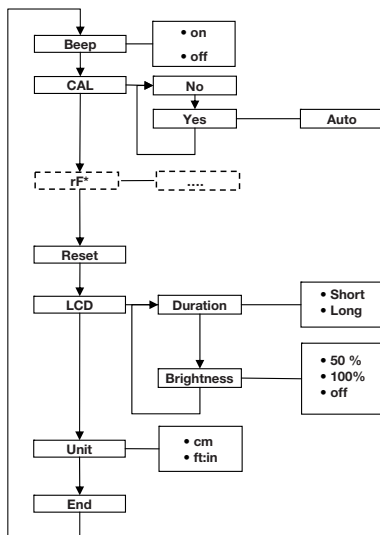 Beep
• on
• off
CAL
No
Yes
Auto
rF*
....
Reset
LCD
Duration
• Short
• Long
Brightness
• 50 %
• 100%
• off
Unit
• cm
• ft:in
End